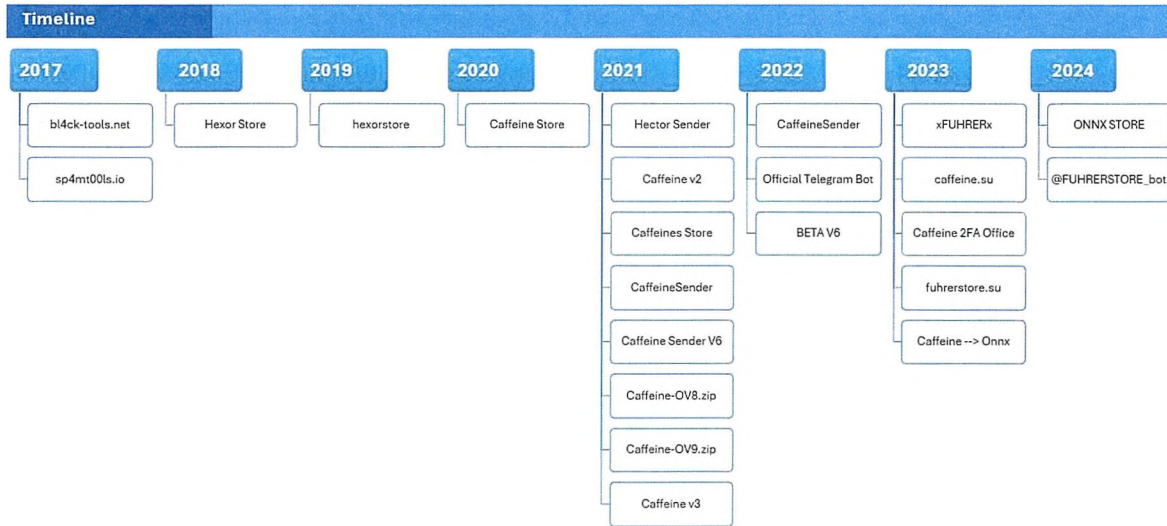 Timeline
2017
bl4ck-tools.net
sp4mt00ls.io
2018
Hexor Store
2019
hexorstore
2020
Caffeine Store
2021
Hector Sender
Caffeine v2
Caffeines Store
CaffeineSender
Caffeine Sender V6
Caffeine-OV8.zip
Caffeine-OV9.zip
Caffeine v3
2022
CaffeineSender
Official Telegram Bot
BETA V6
2023
xFUHRERx
caffeine.su
Caffeine 2FA Office
fuhrerstore.su
Caffeine --> Onnx
2024
ONNX STORE
@FUHRERSTORE_bot